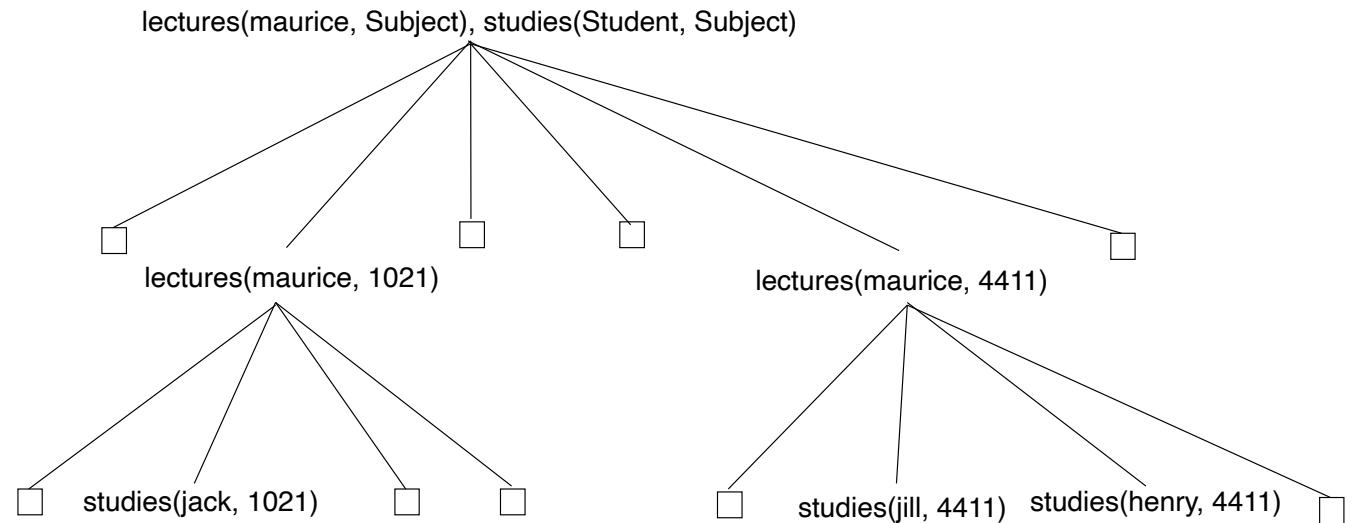 lectures(maurice, Subject), studies(Student, Subject)
lectures(maurice, 1021)
lectures(maurice, 4411)
studies(jack, 1021)
studies(jill, 4411)
studies(henry, 4411)